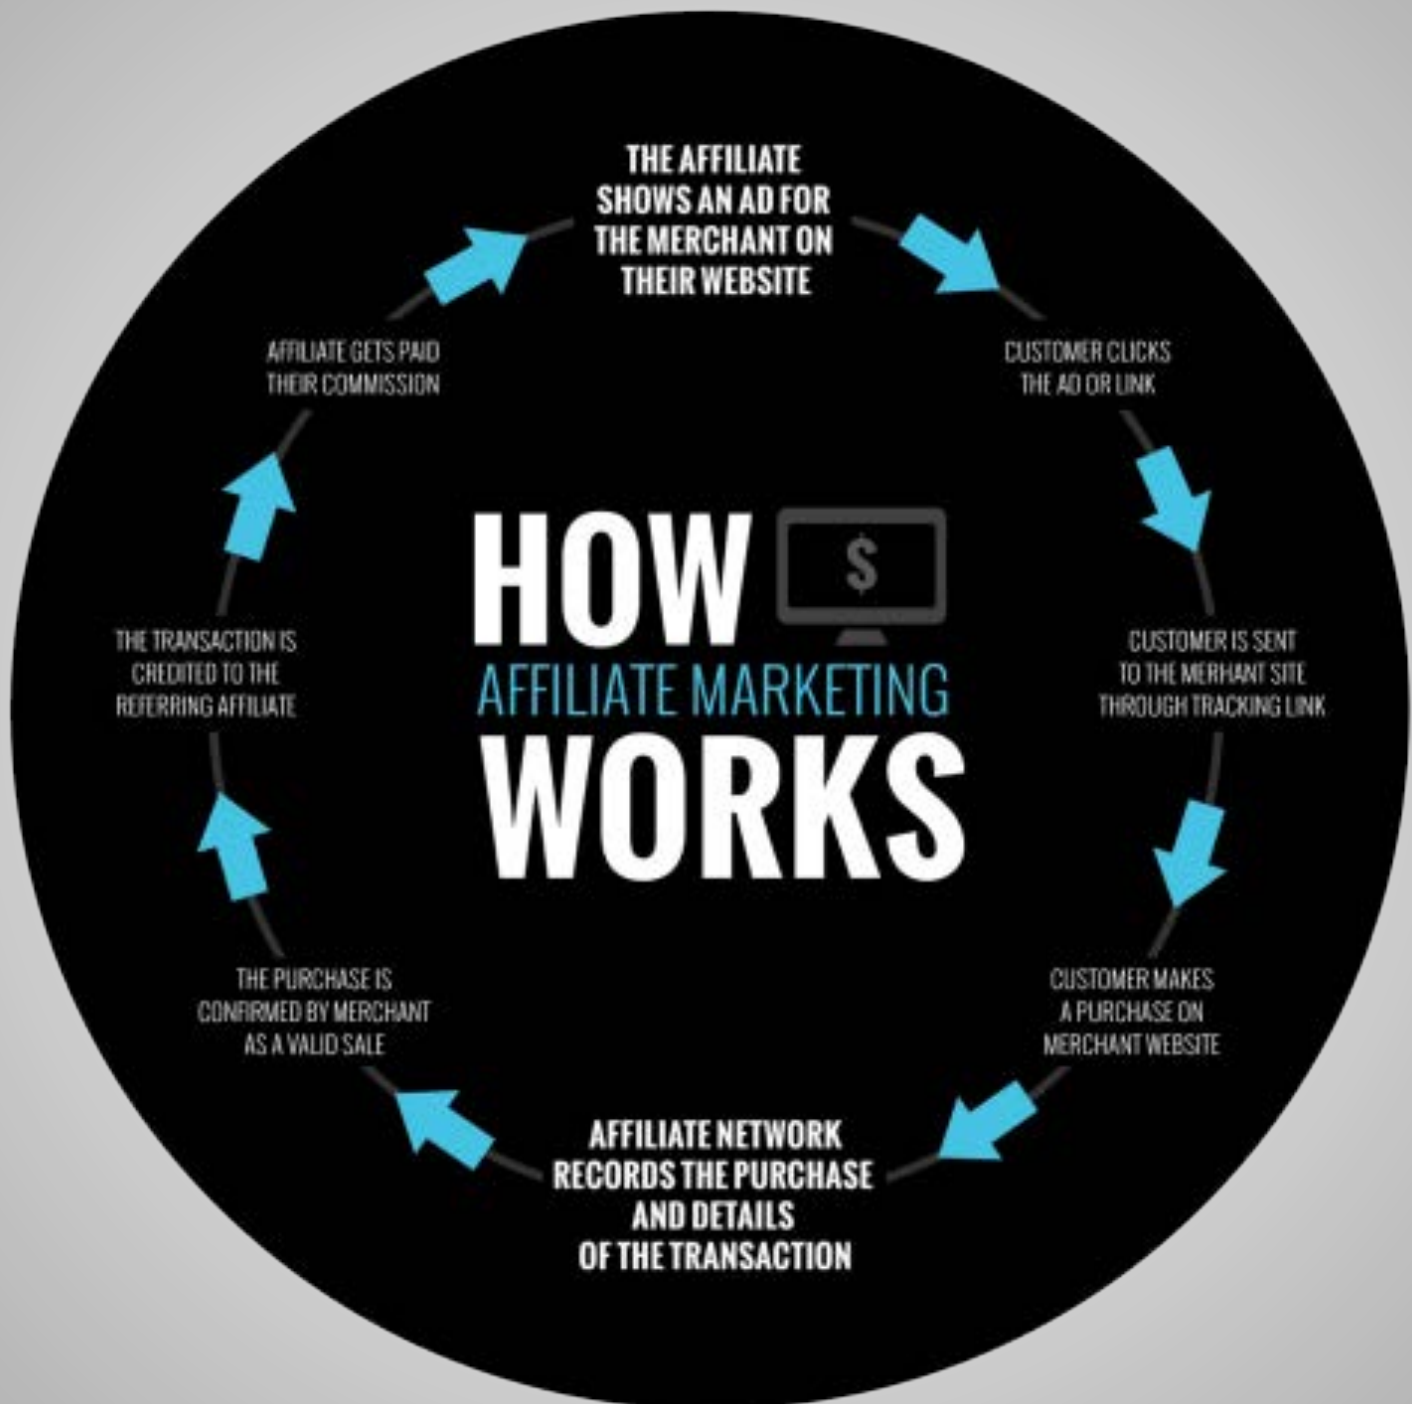 THE AFFILIATE
SHOWS AN AD FOR
THE MERCHANT ON
THEIR WEBSITE
CUSTOMER CLICKS
THE AD OR LINK
CUSTOMER IS SENT
TO THE MERHANT SITE
THROUGH TRACKING LINK
CUSTOMER MAKES
A PURCHASE ON
MERCHANT WEBSITE
AFFILIATE NETWORK
RECORDS THE PURCHASE
AND DETAILS
OF THE TRANSACTION
THE PURCHASE IS
CONFIRMED BY MERCHANT
AS A VALID SALE
THE TRANSACTION IS
CREDITED TO THE
REFERRING AFFILIATE
AFFILIATE GETS PAID
THEIR COMMISSION
HOW
$
AFFILIATE MARKETING
WORKS